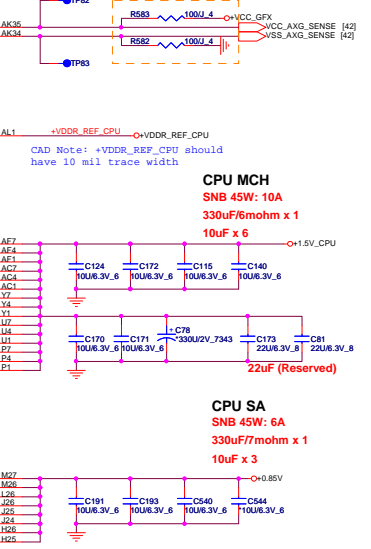 TP82
R583 100/J_4 +VCC_GFX
AK35 VCC_AXG_SENSE [42]
AK34 VSS_AXG_SENSE [42]
R582 100/J_4
TP83
AL1 +VDDR_REF_CPU +VDDR_REF_CPU
CAD Note: +VDDR_REF_CPU should
have 10 mil trace width
CPU MCH
SNB 45W: 10A
330uF/6mohm x 1
10uF x 6
AF7
AF4
AF1
AC7
AC4
AC1
Y7
Y4
Y1
U7
U4
U1
P7
P4
P1
+1.5V_CPU
C124 C172 C115 C140
10U/6.3V_6 10U/6.3V_6 10U/6.3V_6 10U/6.3V_6
C170 C171 + C78 C173 C81
10U/6.3V_6 10U/6.3V_6 *330U/2V_7343 22U/6.3V_8 22U/6.3V_8
22uF (Reserved)
CPU SA
SNB 45W: 6A
330uF/7mohm x 1
10uF x 3
M27
M26
L26
J26
J25
J24
H26
H25
+0.85V
C191 C193 C540 C544
10U/6.3V_6 10U/6.3V_6 10U/6.3V_6 *10U/6.3V_6